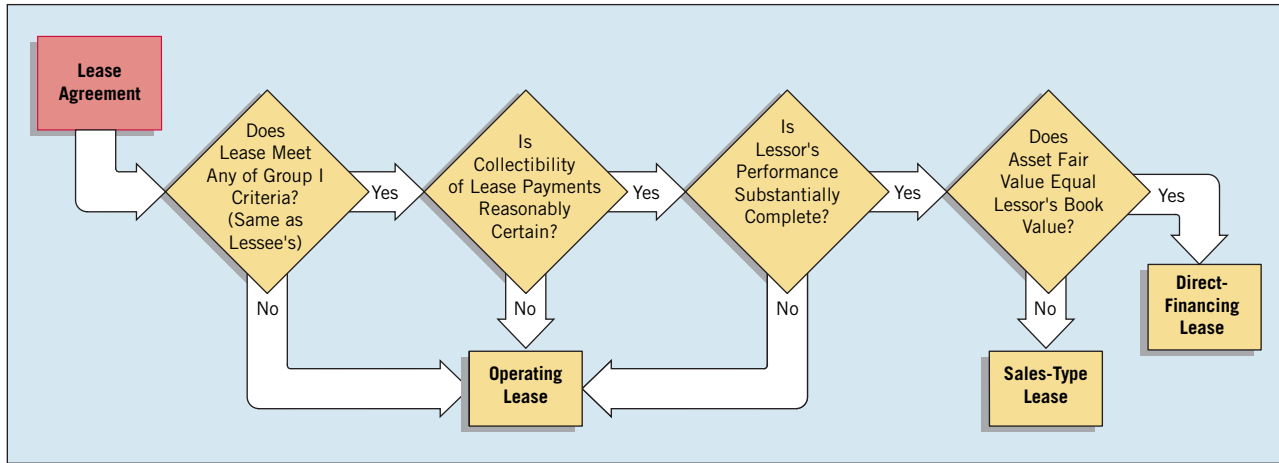 Lease
Agreement
Does
Lease Meet
Any of Group I
Criteria?
(Same as
Lessee's)
Yes
No
Is
Collectibility
of Lease Payments
Reasonably
Certain?
Yes
No
Is
Lessor's
Performance
Substantially
Complete?
Yes
No
Does
Asset Fair
Value Equal
Lessor's Book
Value?
Yes
No
Operating
Lease
Sales-Type
Lease
Direct-
Financing
Lease